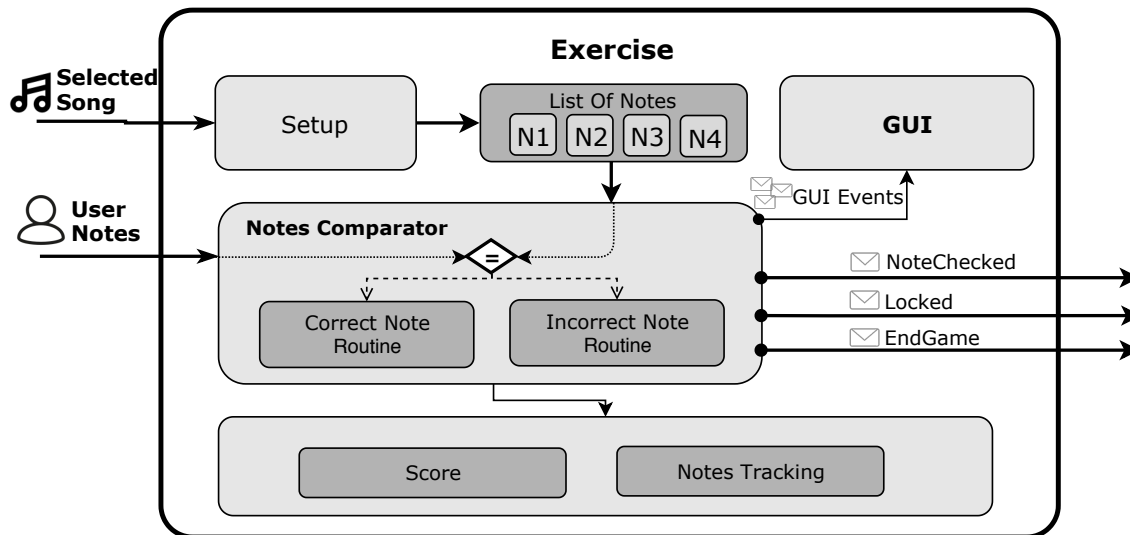 Exercise
Selected
Song
Setup
List Of Notes
N1 N2 N3 N4
GUI
User
Notes
GUI Events
Notes Comparator
=
NoteChecked
Locked
EndGame
Correct Note
Routine
Incorrect Note
Routine
Score
Notes Tracking